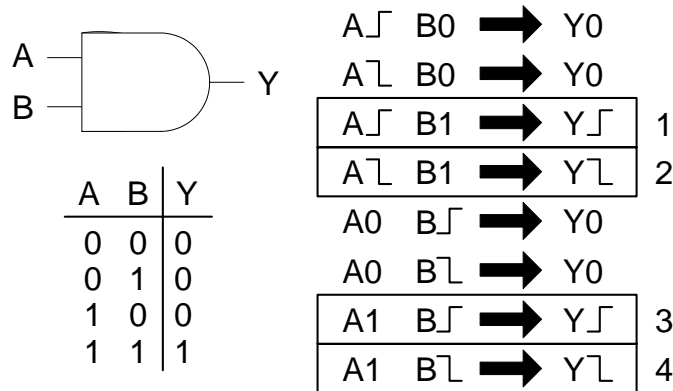 A
B
Y
A B Y
0 0 0
0 1 0
1 0 0
1 1 1
A B0 Y0
A B0 Y0
A B1 Y 1
A B1 Y 2
A0 B Y0
A0 B Y0
A1 B Y 3
A1 B Y 4